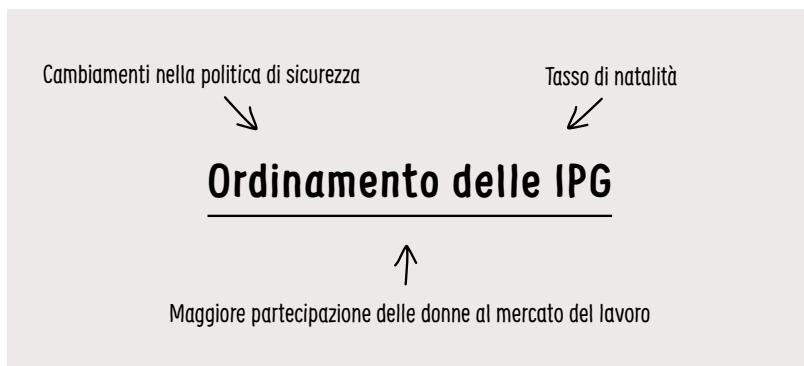 Cambiamenti nella politica di sicurezza
Tasso di natalità
Ordinamento delle IPG
Maggiore partecipazione delle donne al mercato del lavoro